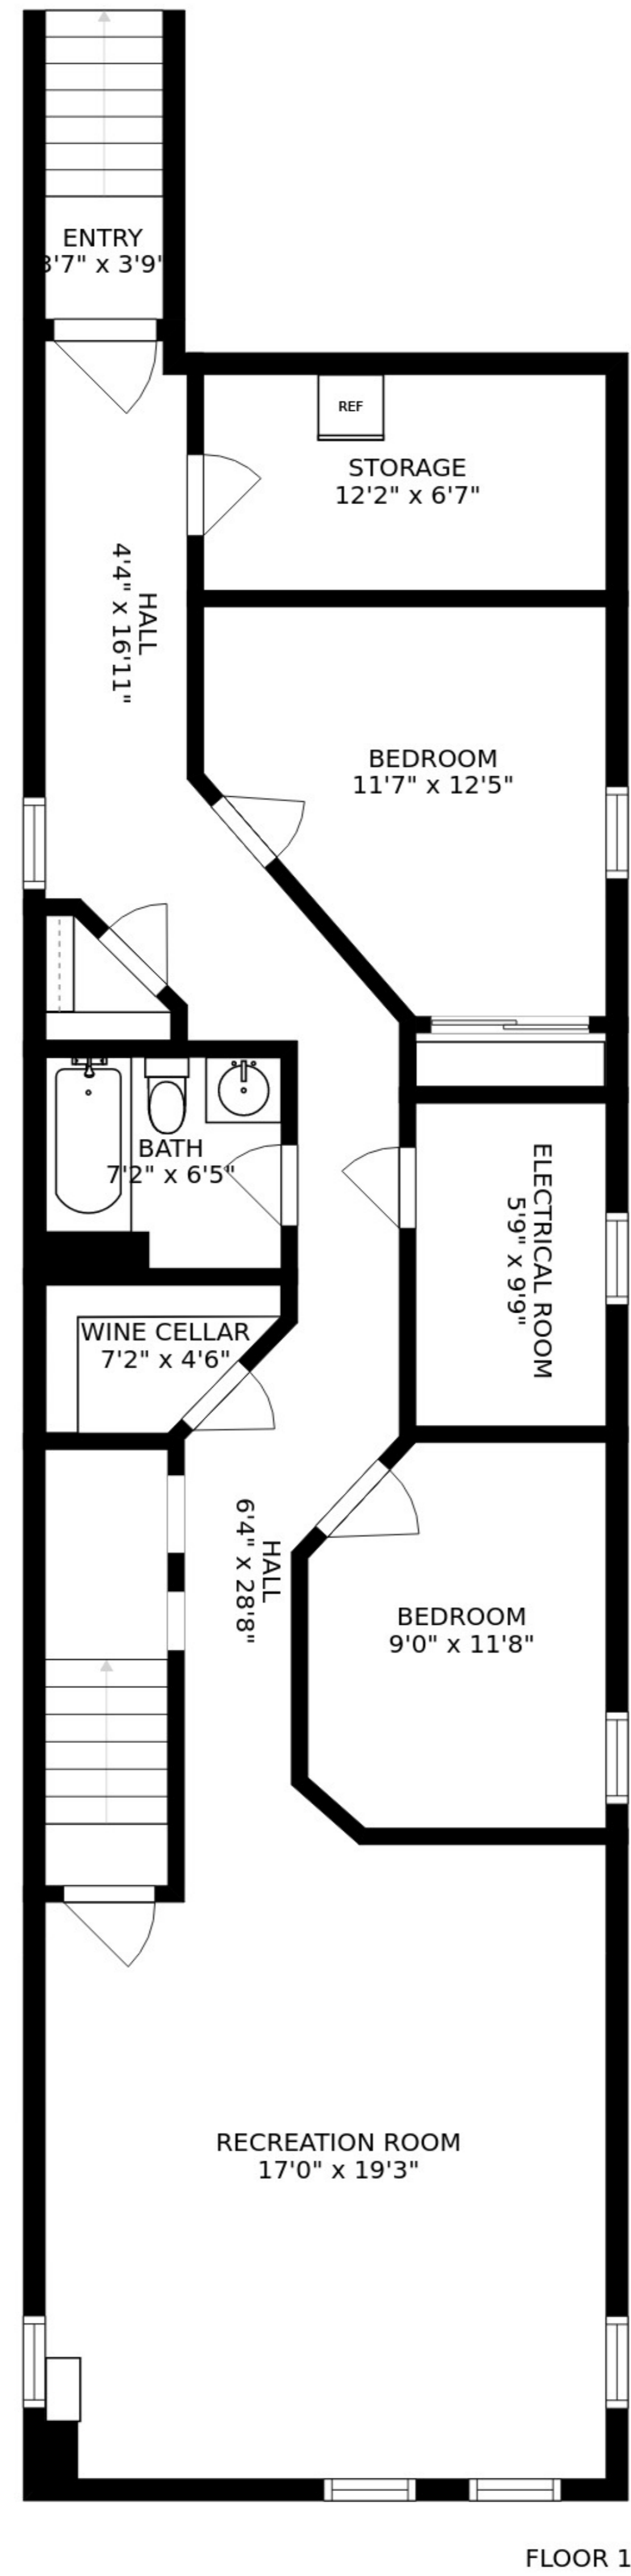 ENTRY
3'7" x 3'9"
REF
STORAGE
12'2" x 6'7"
HALL
4'4" x 16'11"
BEDROOM
11'7" x 12'5"
BATH
7'2" x 6'5"
ELECTRICAL ROOM
5'9" x 9'9"
WINE CELLAR
7'2" x 4'6"
HALL
6'4" x 28'8"
BEDROOM
9'0" x 11'8"
RECREATION ROOM
17'0" x 19'3"
FLOOR 1